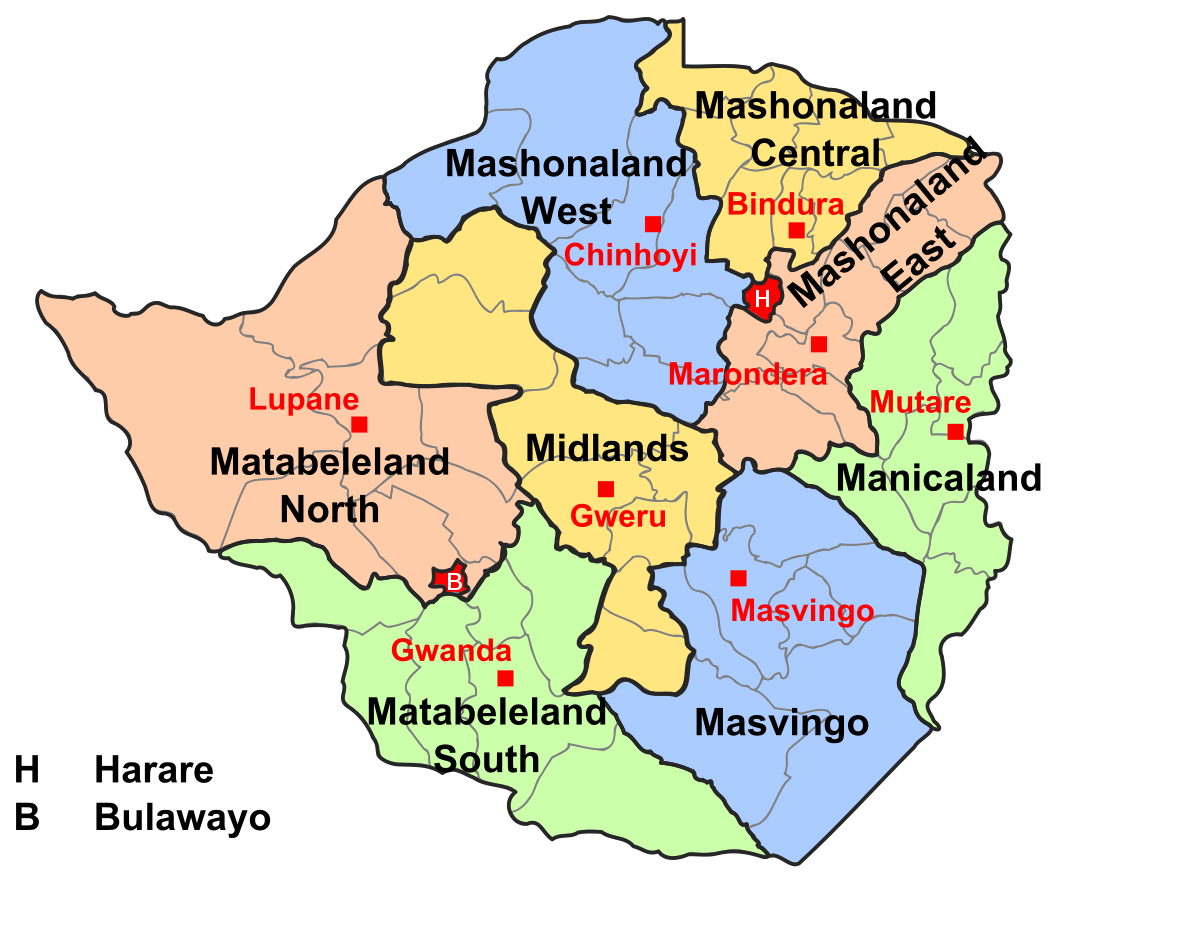 Mashonaland
Central
Mashonaland
West
Bindura
Chinhoyi
Mashonaland
East
H
Marondera
Lupane
Mutare
Midlands
Matabeleland
North
Manicaland
Gweru
B
Masvingo
Gwanda
Matabeleland
South
Masvingo
H Harare
B Bulawayo